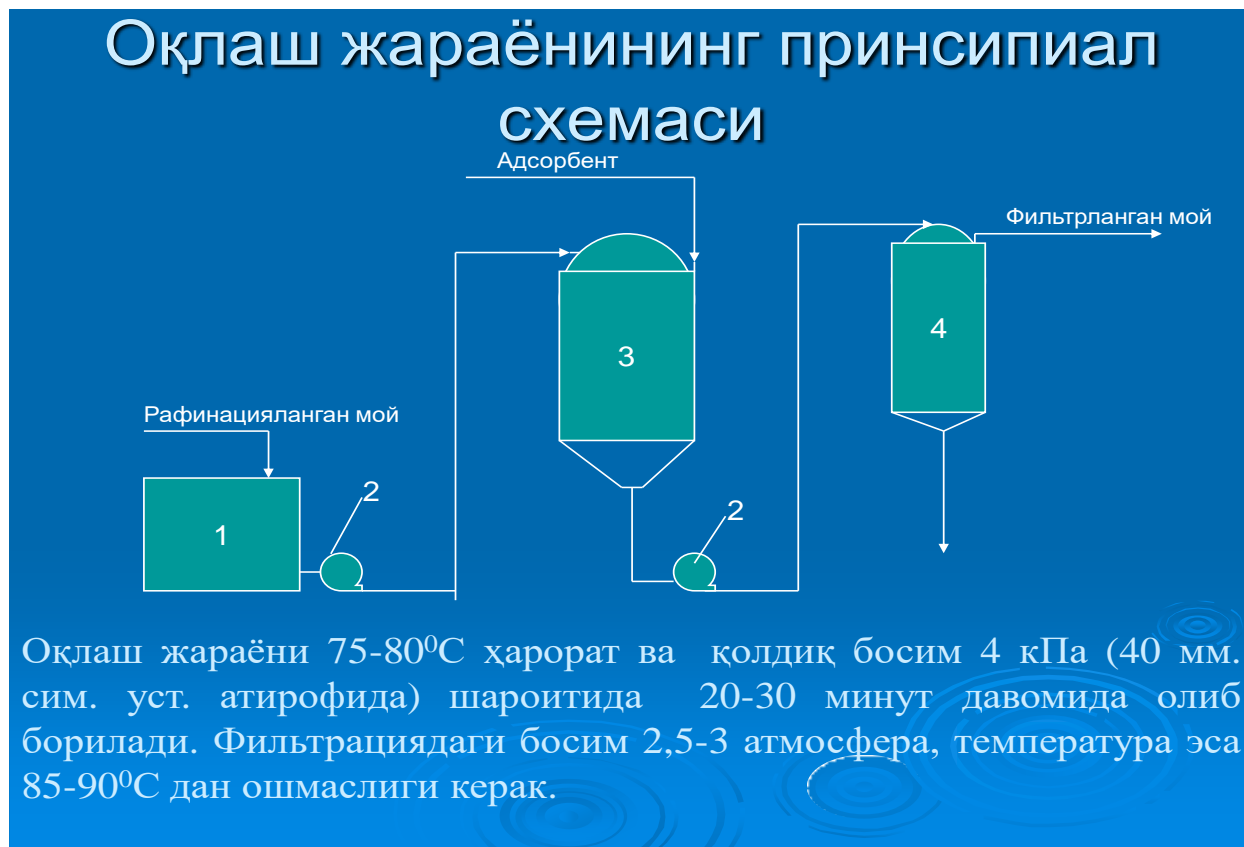 Оқлаш жараёнининг принсипиал
схемаси
Адсорбент
Фильтрланган мой
4
3
Рафинацияланган мой
2
2
1
Оқлаш жараёни 75-80⁰С ҳарорат ва қолдиқ босим 4 кПа (40 мм.
сим. уст. атирофида) шароитида 20-30 минут давомида олиб
борилади. Фильтрациядаги босим 2,5-3 атмосфера, температура эса
85-90⁰С дан ошмаслиги керак.